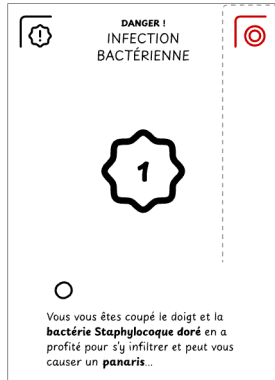 DANGER !
INFECTION
BACTÉRIENNE
!
1
Vous vous êtes coupé le doigt et la
bactérie Staphylocoque doré en a
profité pour s'y infiltrer et peut vous
causer un panaris...